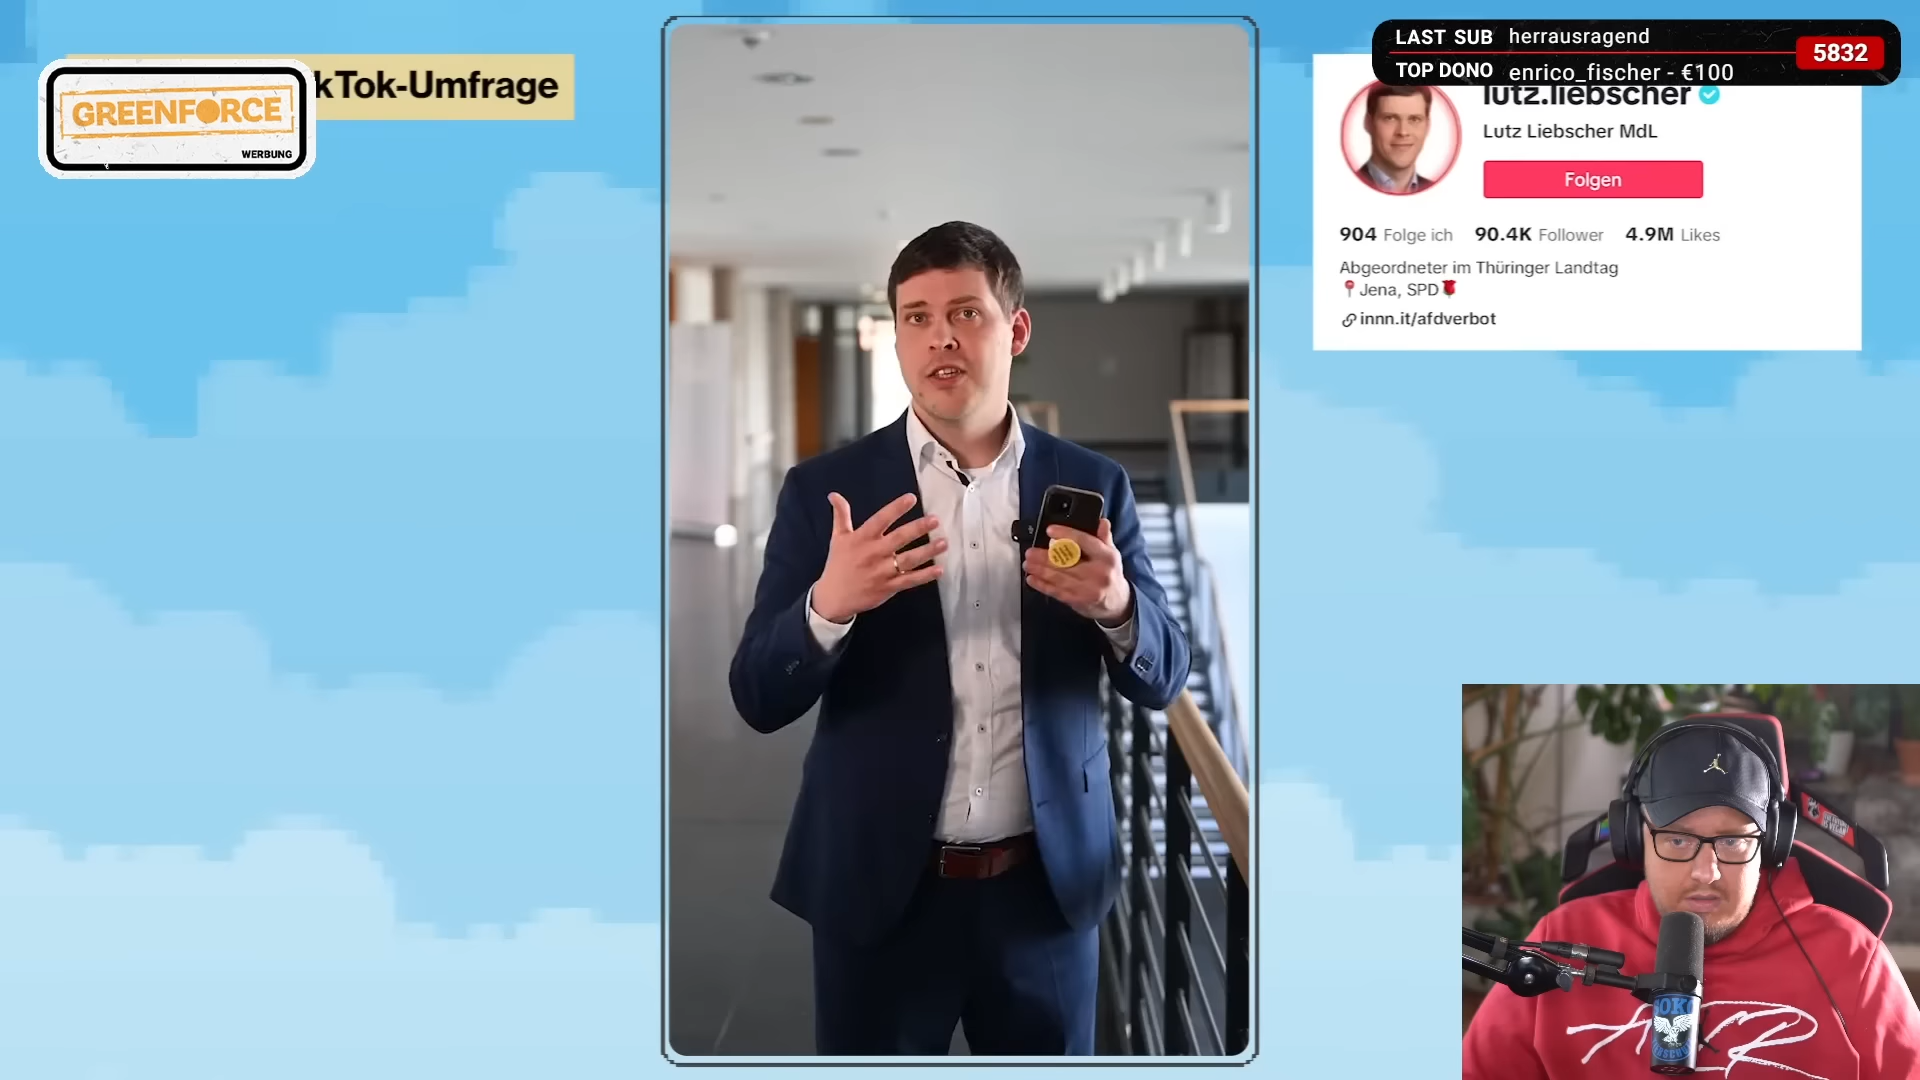 kTok-Umfrage
GREENFORCE
WERBUNG
LAST SUB herrausragend
TOP DONO enrico_fischer - €100
5832
lutz.liebscher
Lutz Liebscher MdL
Folgen
904 Folge ich 90.4K Follower 4.9M Likes
Abgeordneter im Thüringer Landtag
📍Jena, SPD🌹
innn.it/afdverbot